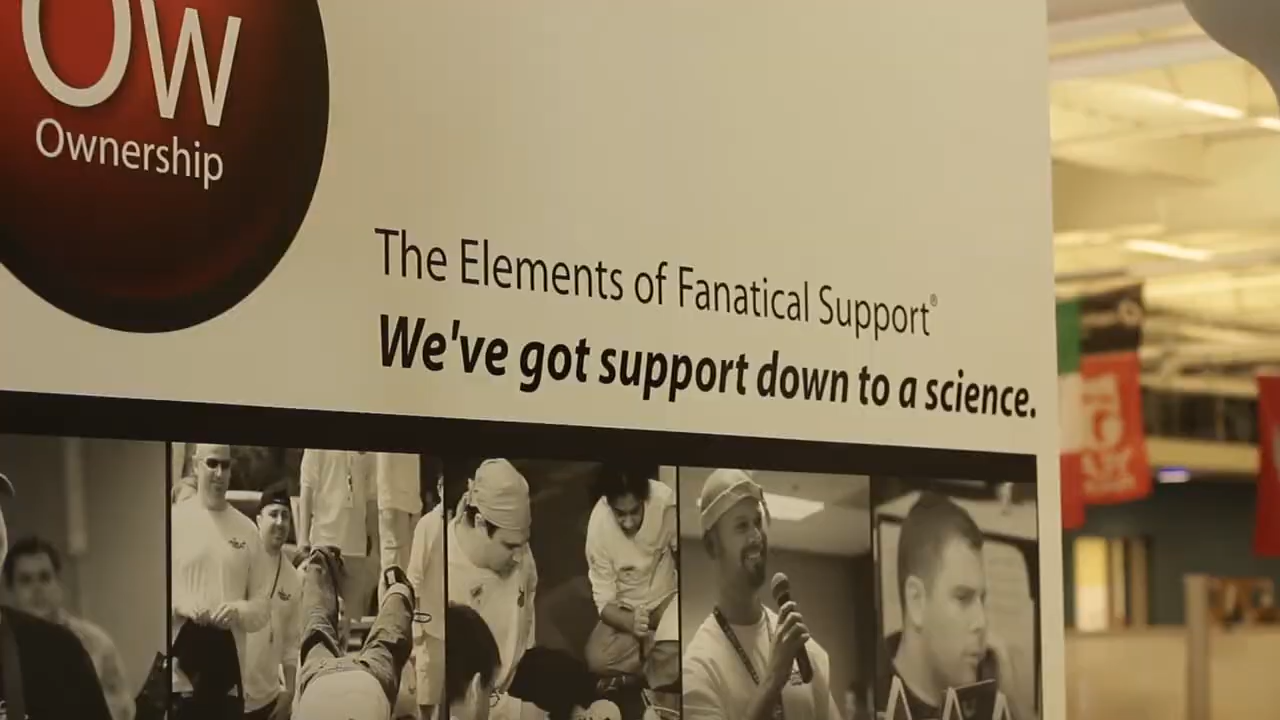 Ow
Ownership
The Elements of Fanatical Support®
We've got support down to a science.